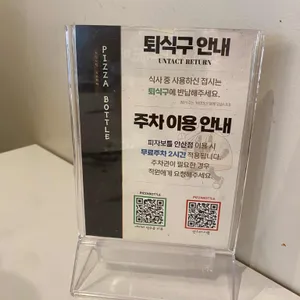 PIZZA BOTTLE
퇴식구 안내
UNTACT RETURN
식사 중 사용하신 접시는
퇴식구에 반납해주세요.
주차 이용 안내
피자보틀 안산점 이용 시
무료주차 2시간 적용됩니다.
주차권이 필요한 경우
직원에게 요청해주세요.